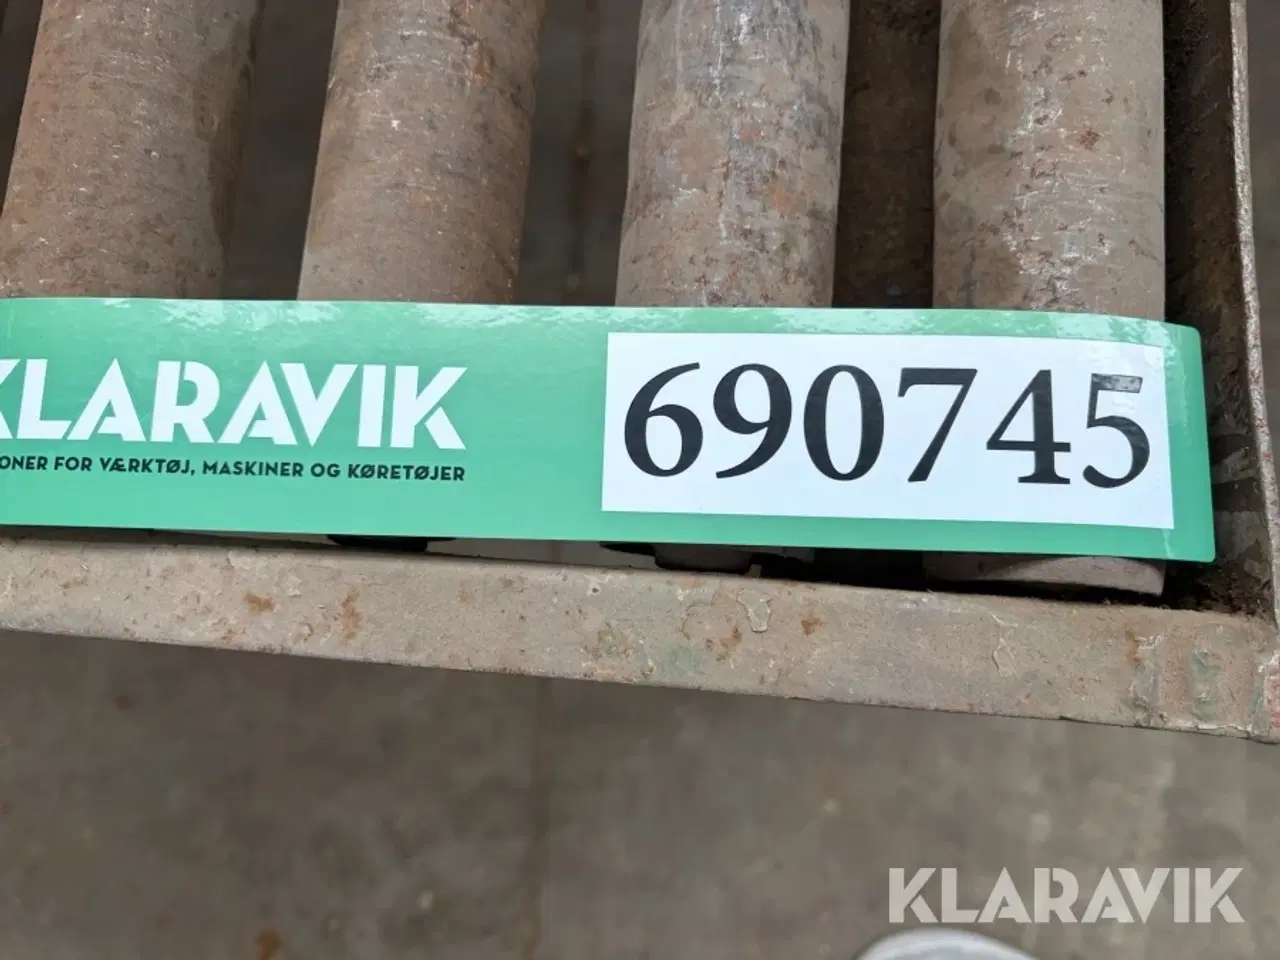 KLARAVIK
ONER FOR VÆRKTØJ, MASKINER OG KØRETØJER
690745
KLARAVIK